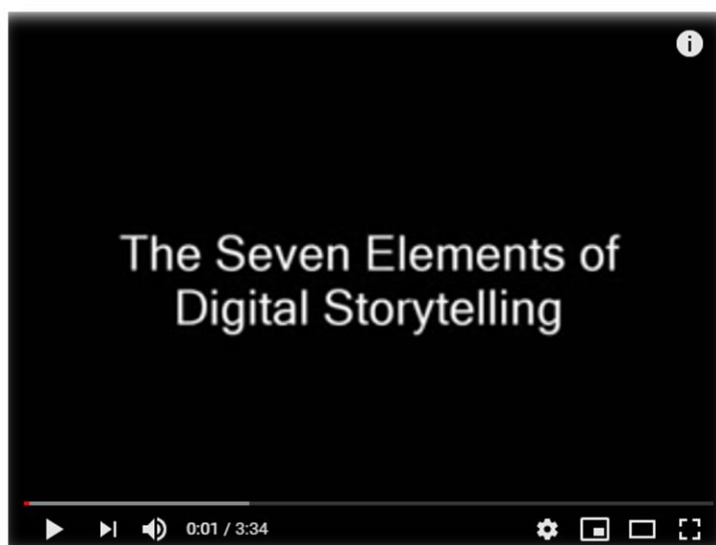 The Seven Elements of
Digital Storytelling
0:01 / 3:34